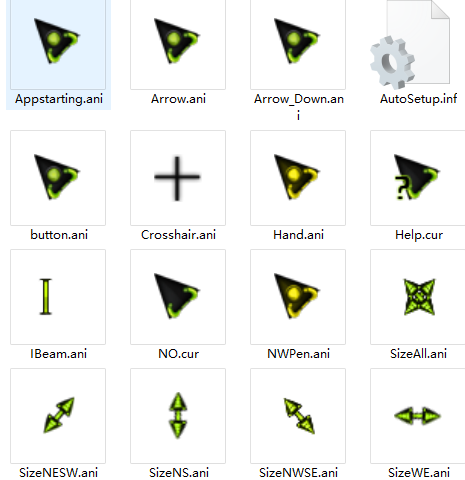 Appstarting.ani
Arrow.ani
Arrow_Down.an
i
AutoSetup.inf
button.ani
Crosshair.ani
Hand.ani
Help.cur
?
IBeam.ani
NO.cur
NWPen.ani
SizeAll.ani
SizeNESW.ani
SizeNS.ani
SizeNWSE.ani
SizeWE.ani